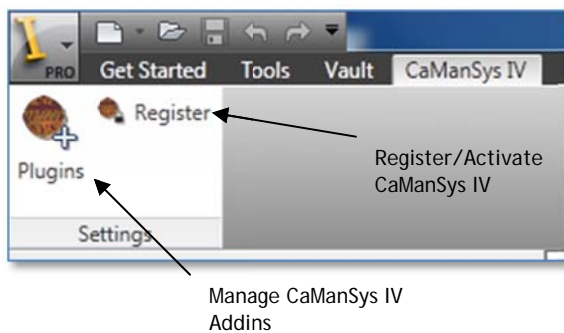 PRO Get Started Tools Vault CaManSys IV
Register
Plugins
Register/Activate
CaManSys IV
Settings
Manage CaManSys IV
Addins